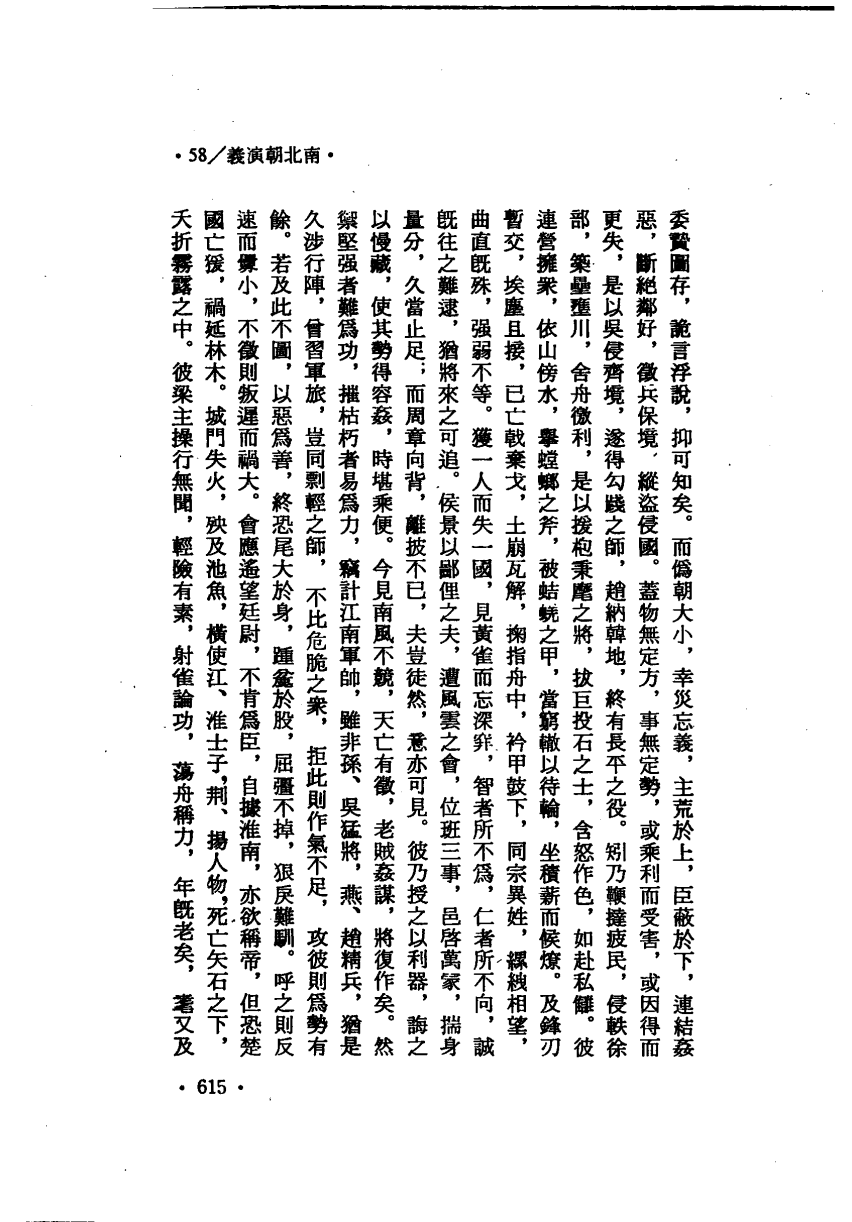 ·58╱義演朝北南·
委贄圖存，詭言浮說，抑可知矣。而僞朝大小，幸災忘義，主荒於上，臣蔽於下，連結姦
惡，斷絕鄰好，徵兵保境，縱盜侵國。蓋物無定方，事無定勢，或乘利而受害，或因得而
更失，是以吳侵齊境，遂得勾踐之師，趙納韓地，終有長平之役。矧乃鞭撻疲民，侵軼徐
部，築壘壅川，舍舟徼利，是以援枹秉麾之將，拔巨投石之士，含怒作色，如赴私讎。彼
連營擁衆，依山傍水，擧螳螂之斧，被蛣蜣之甲，當窮轍以待輪，坐積薪而候燎。及鋒刃
暫交，埃塵且接，已亡戟棄戈，土崩瓦解，掬指舟中，衿甲鼓下，同宗異姓，縲絏相望，
曲直旣殊，强弱不等。獲一人而失一國，見黃雀而忘深穽，智者所不爲，仁者所不向，誠
旣往之難逮，猶將來之可追。侯景以鄙俚之夫，遭風雲之會，位班三事，邑啓萬家，揣身
量分，久當止足；而周章向背，離披不已，夫豈徒然，意亦可見。彼乃授之以利器，誨之
以慢藏，使其勢得容姦，時堪乘便。今見南風不競，天亡有徵，老賊姦謀，將復作矣。然
禦堅强者難爲功，摧枯朽者易爲力，竊計江南軍帥，雖非孫、吳猛將，燕、趙精兵，猶是
久涉行陣，曾習軍旅，豈同剽輕之師，不比危脆之衆，拒此則作氣不足，攻彼則爲勢有
餘。若及此不圖，以惡爲善，終恐尾大於身，踵麄於股，屈彊不掉，狠戾難馴。呼之則反
速而釁小，不徵則叛遲而禍大。會應遙望廷尉，不肯爲臣，自據淮南，亦欲稱帝，但恐楚
國亡猨，禍延林木。城門失火，殃及池魚，橫使江、淮士子，荆、揚人物，死亡矢石之下，
夭折霧露之中。彼梁主操行無聞，輕險有素，射雀論功，蕩舟稱力，年旣老矣，耄又及
·615·